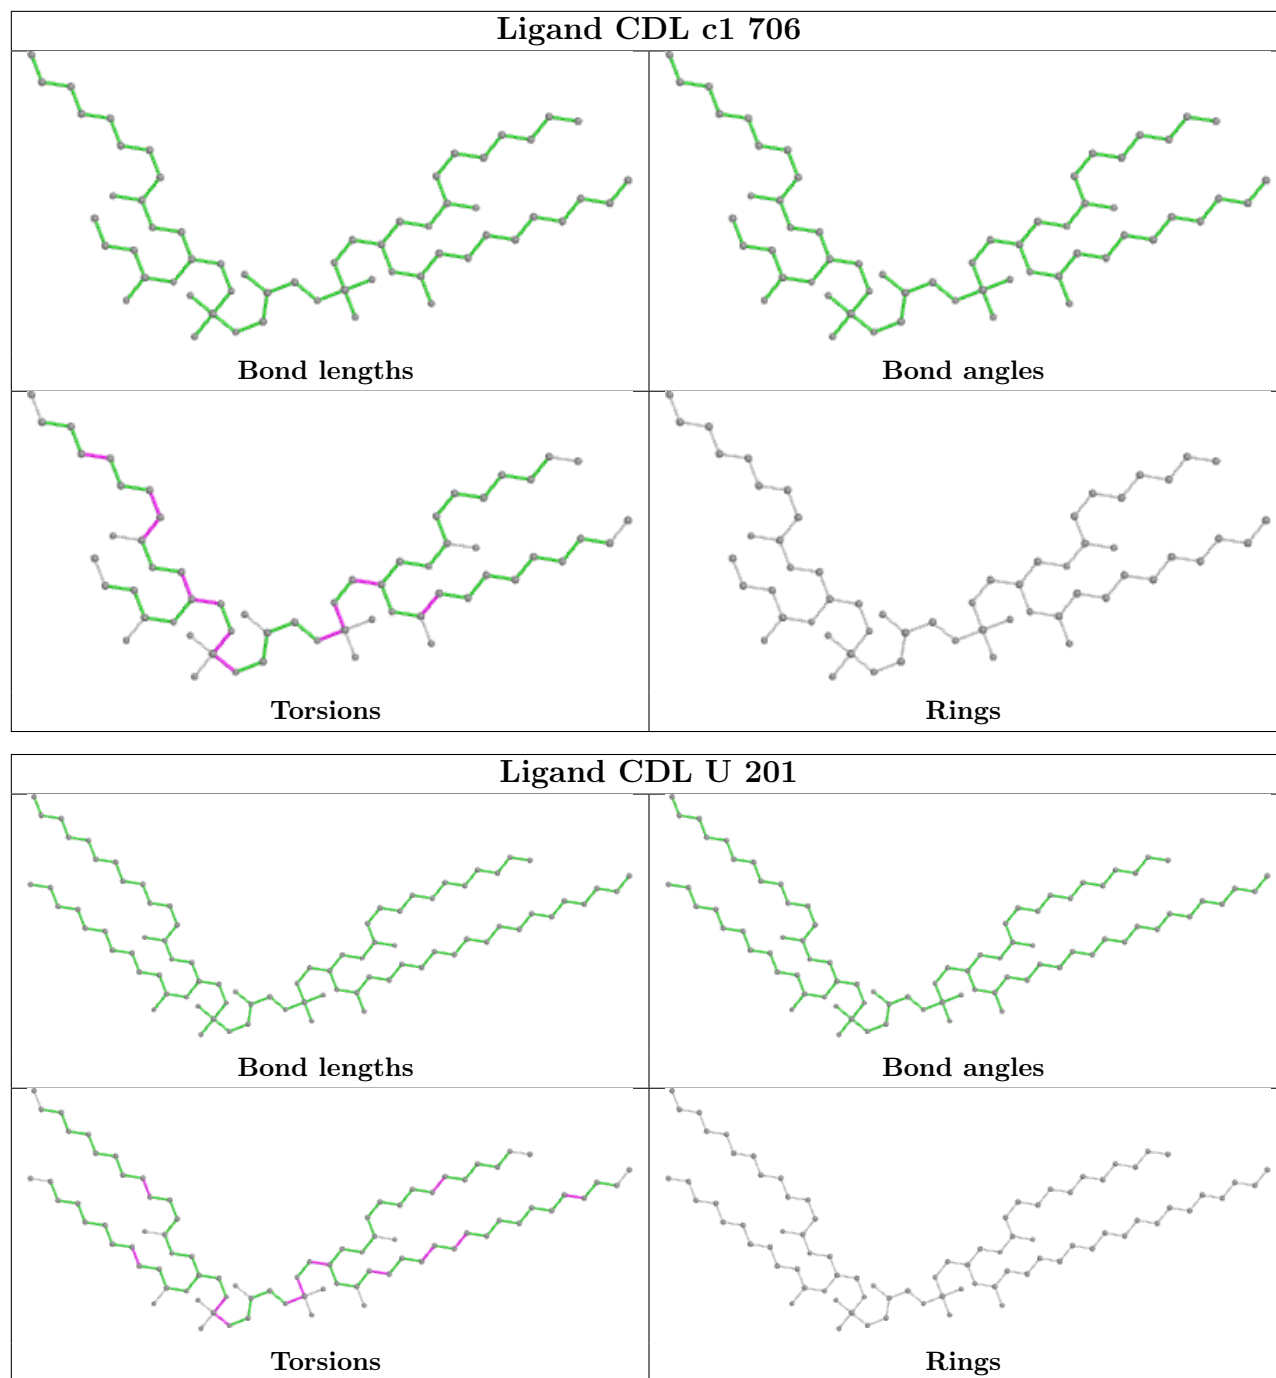 Ligand CDL c1 706
Bond lengths
Bond angles
Torsions
Rings
Ligand CDL U 201
Bond lengths
Bond angles
Torsions
Rings